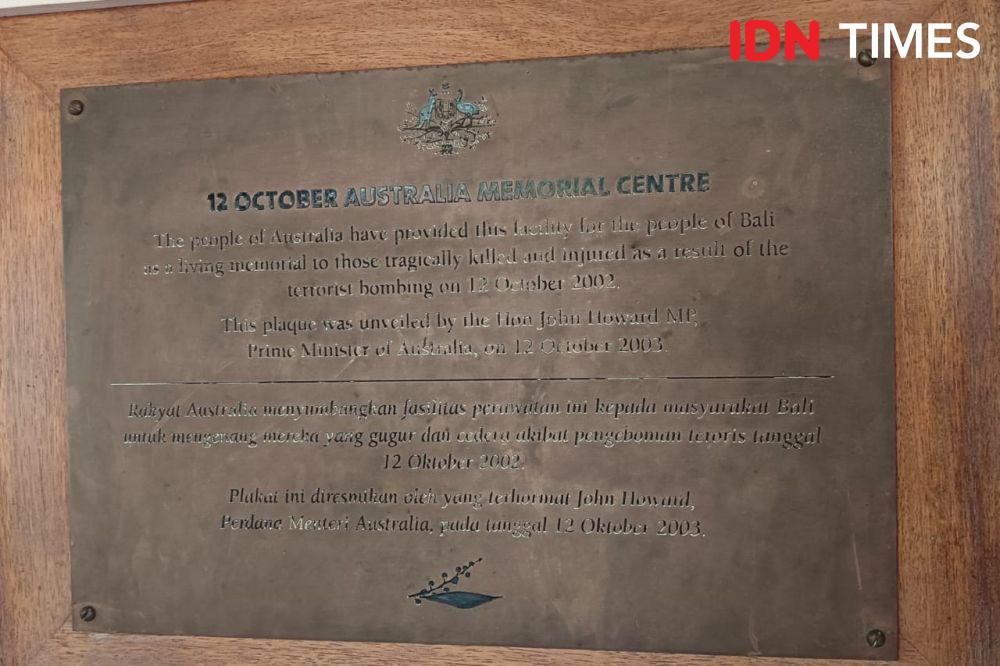 IDN TIMES
12 OCTOBER AUSTRALIA MEMORIAL CENTRE
The people of Australia have provided this facility for the people of Bali
as a living memorial to those tragically killed and injured as a result of the
terrorist bombing on 12 October 2002.
This plaque was unveiled by the Hon John Howard MP,
Prime Minister of Australia, on 12 October 2003.
Rakyat Australia menyumbangkan fasilitas perawatan ini kepada masyarakat Bali
untuk mengenang mereka yang gugur dan cedera akibat pengeboman teroris tanggal
12 Oktober 2002.
Plakat ini diresmikan oleh yang terhormat John Howard,
Perdana Menteri Australia, pada tanggal 12 Oktober 2003.